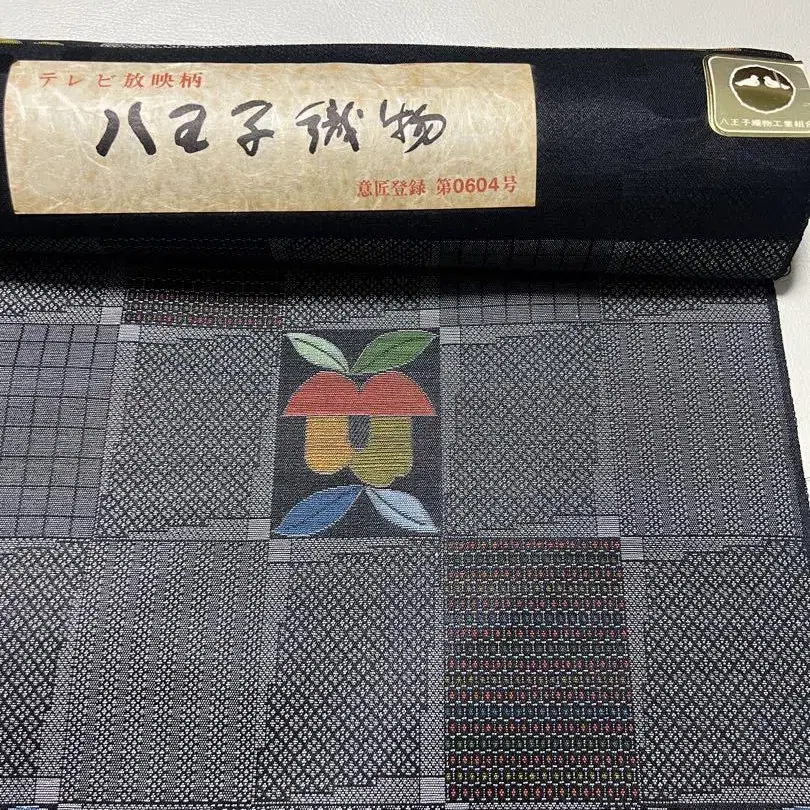 テレビ放映柄
八王子織物
意匠登録 第0604号
八王子織物工業組合